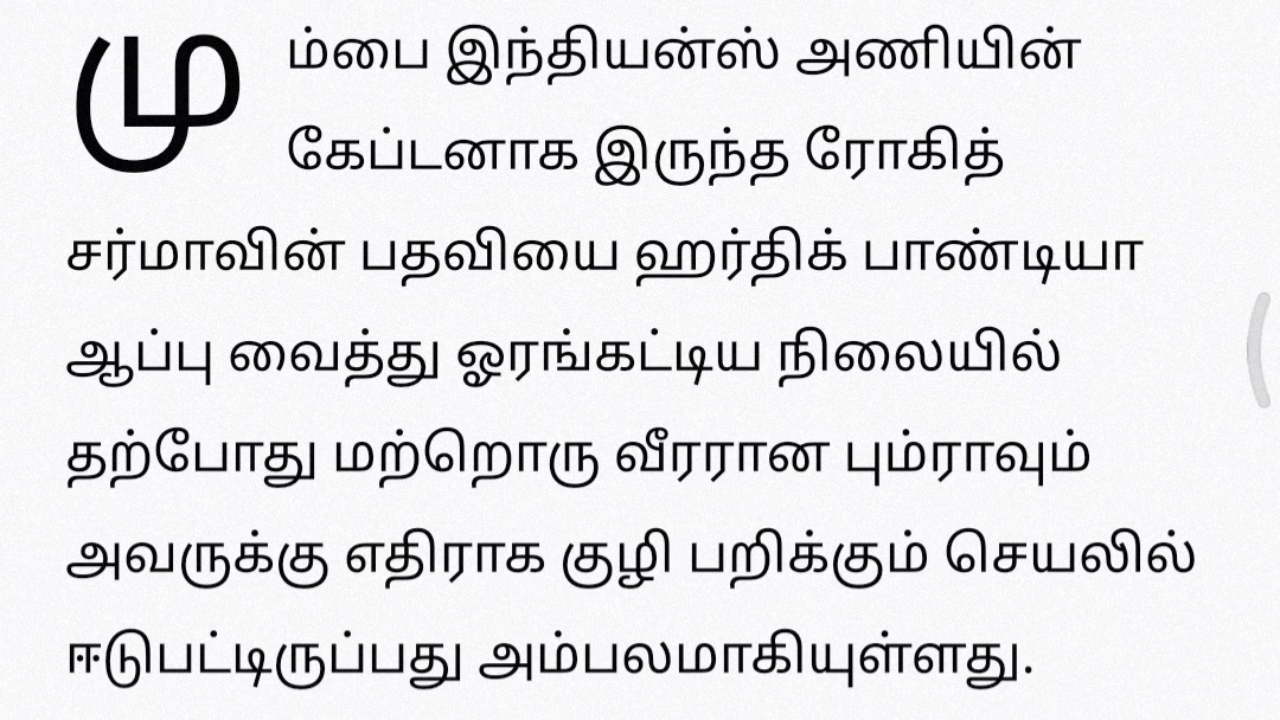 மும்பை இந்தியன்ஸ் அணியின்
கேப்டனாக இருந்த ரோகித்
சர்மாவின் பதவியை ஹர்திக் பாண்டியா
ஆப்பு வைத்து ஓரங்கட்டிய நிலையில்
தற்போது மற்றொரு வீரரான பும்ராவும்
அவருக்கு எதிராக குழி பறிக்கும் செயலில்
ஈடுபட்டிருப்பது அம்பலமாகியுள்ளது.